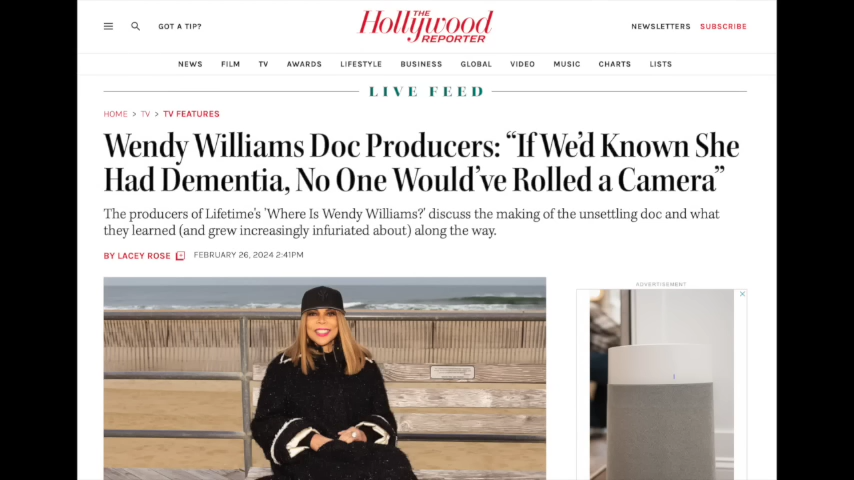 GOT A TIP?
THE
Hollywood
REPORTER
NEWSLETTERS SUBSCRIBE
NEWS FILM TV AWARDS LIFESTYLE BUSINESS GLOBAL VIDEO MUSIC CHARTS LISTS
LIVE FEED
HOME > TV > TV FEATURES
Wendy Williams Doc Producers: “If We’d Known She
Had Dementia, No One Would’ve Rolled a Camera”
The producers of Lifetime's 'Where Is Wendy Williams?' discuss the making of the unsettling doc and what
they learned (and grew increasingly infuriated about) along the way.
BY LACEY ROSE FEBRUARY 26, 2024 2:41PM
ADVERTISEMENT